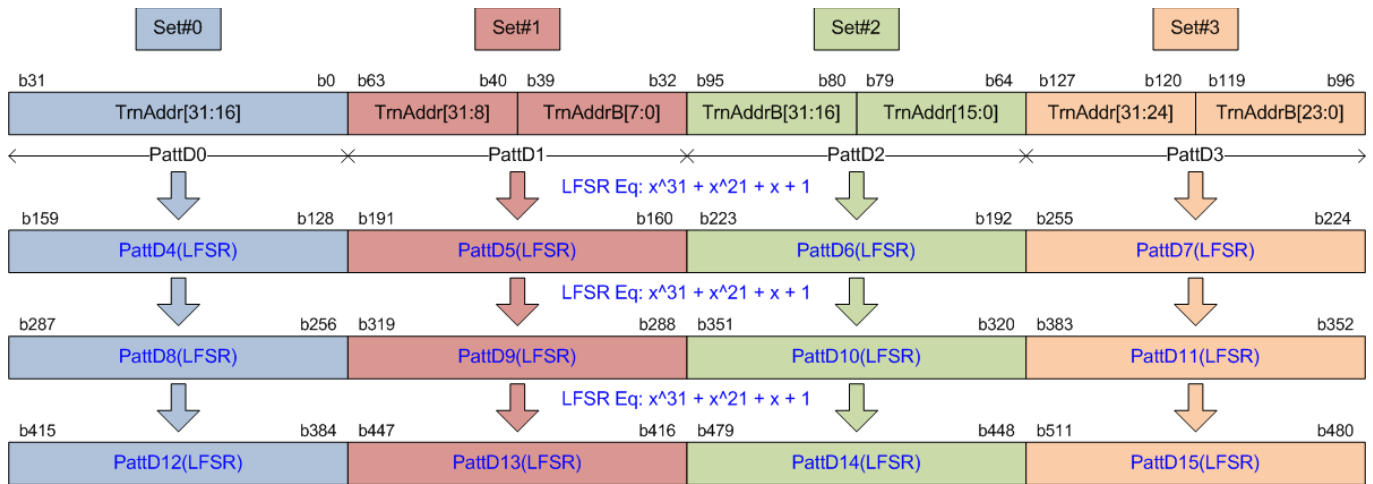 Set#0 Set#1 Set#2 Set#3
b31 b0 b63 b40 b39 b32 b95 b80 b79 b64 b127 b120 b119 b96
TrnAddr[31:16] TrnAddr[31:8] TrnAddrB[7:0] TrnAddrB[31:16] TrnAddr[15:0] TrnAddr[31:24] TrnAddrB[23:0]
PattD0 PattD1 PattD2 PattD3
LFSR Eq: x^31 + x^21 + x + 1
b159 b128 b191 b160 b223 b192 b255 b224
PattD4(LFSR) PattD5(LFSR) PattD6(LFSR) PattD7(LFSR)
LFSR Eq: x^31 + x^21 + x + 1
b287 b256 b319 b288 b351 b320 b383 b352
PattD8(LFSR) PattD9(LFSR) PattD10(LFSR) PattD11(LFSR)
LFSR Eq: x^31 + x^21 + x + 1
b415 b384 b447 b416 b479 b448 b511 b480
PattD12(LFSR) PattD13(LFSR) PattD14(LFSR) PattD15(LFSR)